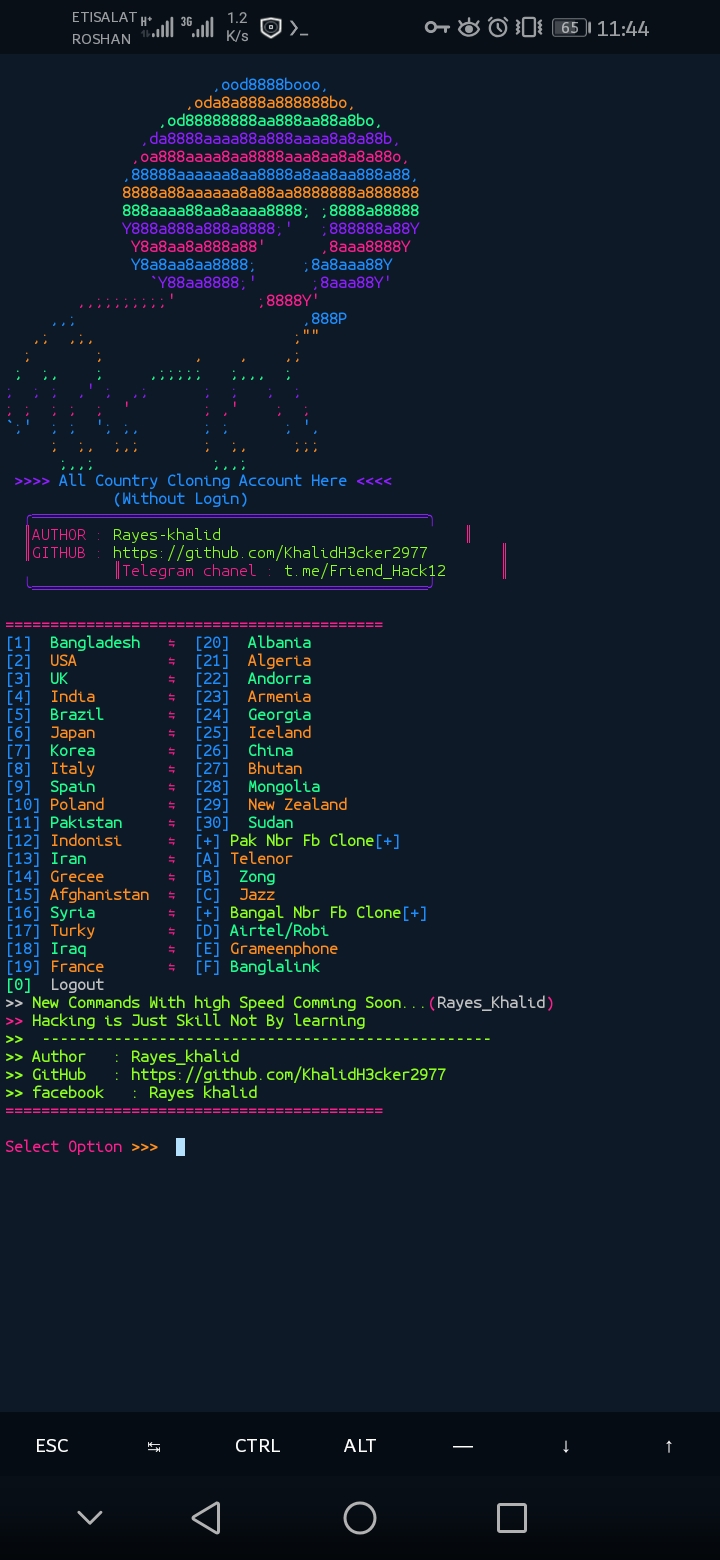 ETISALAT H+ 3G 1.2 65 11:44
ROSHAN K/s
,ood8888booo,
,oda8a888a888888bo,
,od88888888aa888aa88a8bo,
,da8888aaaa88a888aaaa8a8a88b,
,oa888aaaa8aa8888aaa8aa8a8a88o,
,88888aaaaaa8aa8888a8aa8aa888a88,
8888a88aaaaaa8a88aa8888888a888888
888aaaa88aa8aaaa8888; ;8888a88888
Y888a888a888a8888;' ;888888a88Y
Y8a8aa8a888a88' ,8aaa8888Y
Y8a8aa88aa8888; ;8a8aaa88Y
`Y88aa8888;' ;8aaa88Y'
,,;;;;;;;;' ;8888Y'
,,; ,888P
,; ,;, ;""
; ; , , ,;
; ;, ; ,;;;;; ;,,, ;
; ; ; ,' ; ,; ; ; ; ;
; ; ; ; ; ' ; ,' ; ;
`;' ; ; '; ;, ; ; ; ',
; ;, ;,; ; ;, ;;;
;,,; ;,,;
>>>> All Country Cloning Account Here <<<<
(Without Login)
AUTHOR : Rayes-khalid
GITHUB : https://github.com/KhalidH3cker2977
Telegram chanel : t.me/Friend_Hack12
==========================================
[1] Bangladesh ⇋ [20] Albania
[2] USA ⇋ [21] Algeria
[3] UK ⇋ [22] Andorra
[4] India ⇋ [23] Armenia
[5] Brazil ⇋ [24] Georgia
[6] Japan ⇋ [25] Iceland
[7] Korea ⇋ [26] China
[8] Italy ⇋ [27] Bhutan
[9] Spain ⇋ [28] Mongolia
[10] Poland ⇋ [29] New Zealand
[11] Pakistan ⇋ [30] Sudan
[12] Indonisi ⇋ [+] Pak Nbr Fb Clone[+]
[13] Iran ⇋ [A] Telenor
[14] Grecee ⇋ [B] Zong
[15] Afghanistan ⇋ [C] Jazz
[16] Syria ⇋ [+] Bangal Nbr Fb Clone[+]
[17] Turky ⇋ [D] Airtel/Robi
[18] Iraq ⇋ [E] Grameenphone
[19] France ⇋ [F] Banglalink
[0] Logout
>> New Commands With high Speed Comming Soon...(Rayes_Khalid)
>> Hacking is Just Skill Not By learning
>> --------------------------------------------------
>> Author : Rayes_khalid
>> GitHub : https://github.com/KhalidH3cker2977
>> facebook : Rayes khalid
==========================================
Select Option >>>
ESC ↹ CTRL ALT — ↓ ↑